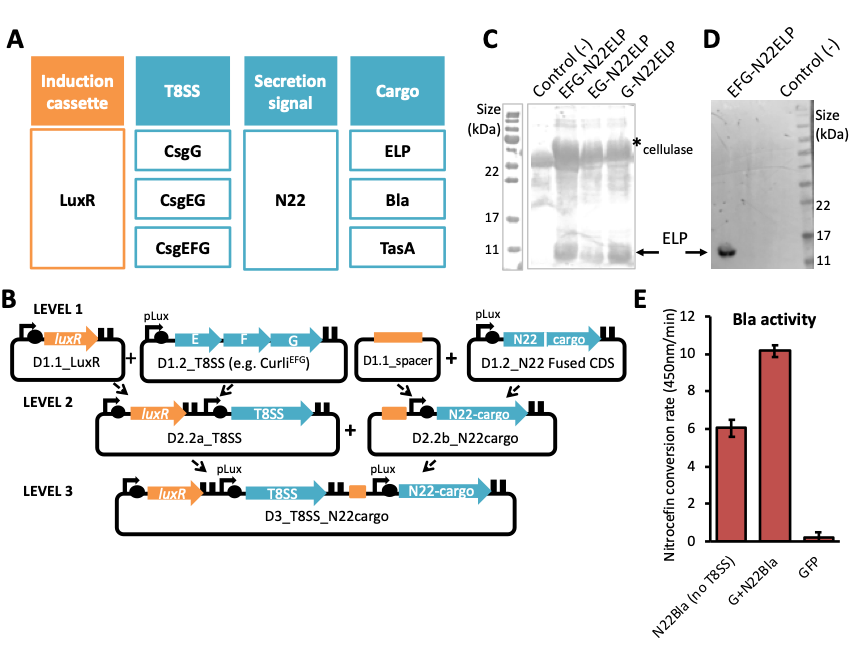 A
Induction
cassette
T8SS
Secretion
signal
Cargo
LuxR
CsgG
CsgEG
CsgEFG
N22
ELP
Bla
TasA
B
LEVEL 1
pLux
luxR
D1.1_LuxR
+
pLux
E
F
G
D1.2_T8SS (e.g. Curliᴱᶠᴳ)
D1.1_spacer
+
pLux
N22
cargo
D1.2_N22 Fused CDS
LEVEL 2
luxR
T8SS
D2.2a_T8SS
+
N22-cargo
D2.2b_N22cargo
LEVEL 3
luxR
pLux
T8SS
pLux
N22-cargo
D3_T8SS_N22cargo
C
Control (-)
EFG-N22ELP
EG-N22ELP
G-N22ELP
Size
(kDa)
22
17
11
*
cellulase
ELP
D
EFG-N22ELP
Control (-)
Size
(kDa)
22
17
11
E
Bla activity
Nitrocefin conversion rate (450nm/min)
12
10
8
6
4
2
0
N22Bla (no T8SS)
G+N22Bla
GFP